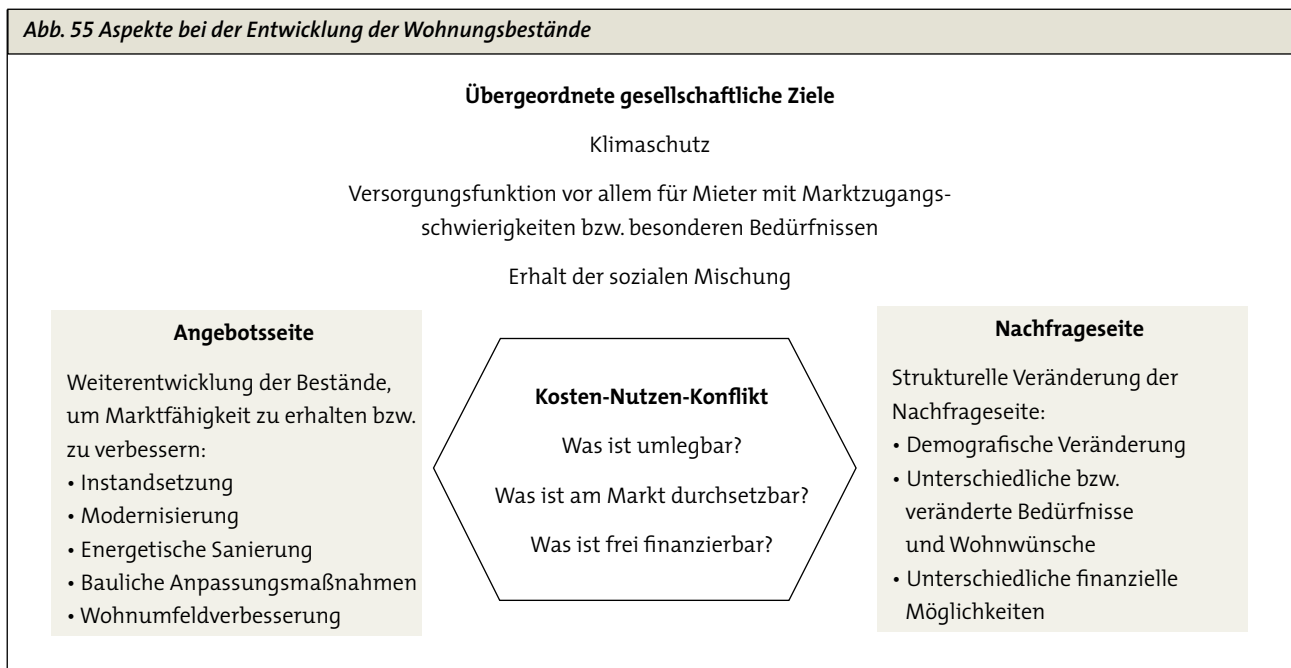 Abb. 55 Aspekte bei der Entwicklung der Wohnungsbestände
Übergeordnete gesellschaftliche Ziele
Klimaschutz
Versorgungsfunktion vor allem für Mieter mit Marktzugangs-
schwierigkeiten bzw. besonderen Bedürfnissen
Erhalt der sozialen Mischung
Angebotsseite
Weiterentwicklung der Bestände,
um Marktfähigkeit zu erhalten bzw.
zu verbessern:
• Instandsetzung
• Modernisierung
• Energetische Sanierung
• Bauliche Anpassungsmaßnahmen
• Wohnumfeldverbesserung
Kosten-Nutzen-Konflikt
Was ist umlegbar?
Was ist am Markt durchsetzbar?
Was ist frei finanzierbar?
Nachfrageseite
Strukturelle Veränderung der
Nachfrageseite:
• Demografische Veränderung
• Unterschiedliche bzw.
veränderte Bedürfnisse
und Wohnwünsche
• Unterschiedliche finanzielle
Möglichkeiten